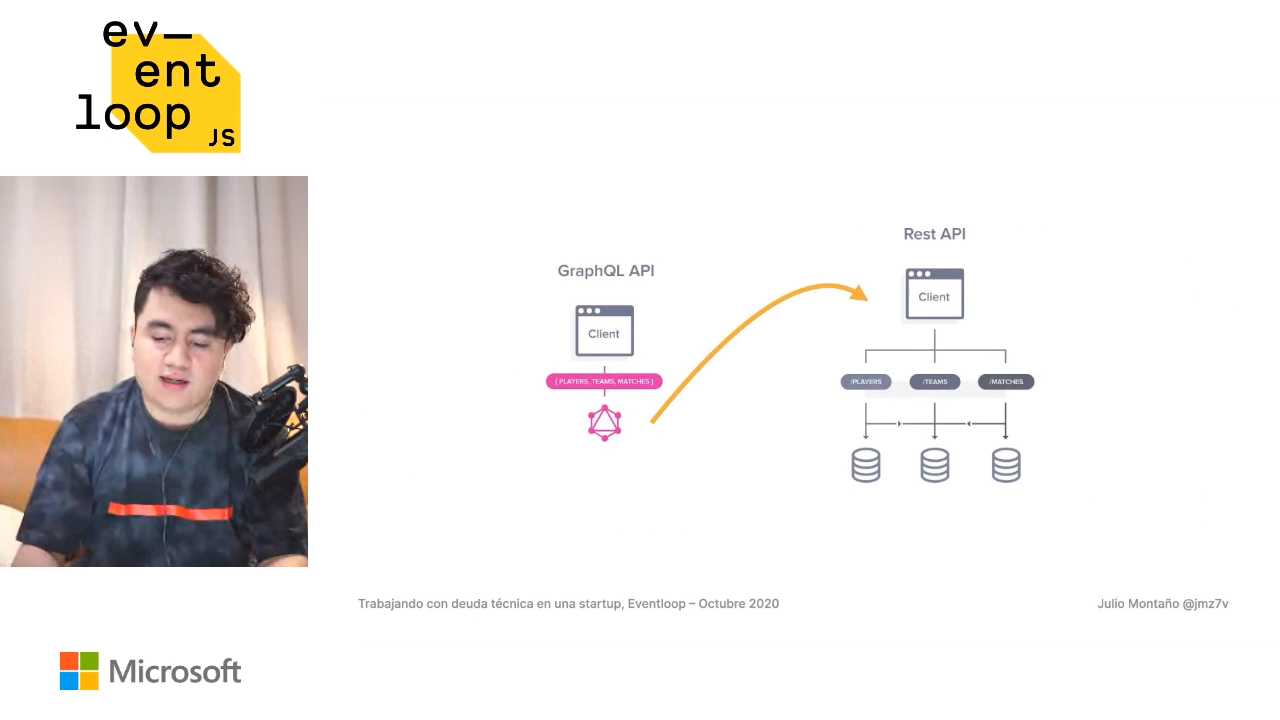 ev–
ent
loop
JS
Rest API
GraphQL API
Client
Client
{ PLAYERS, TEAMS, MATCHES }
/PLAYERS
/TEAMS
/MATCHES
Trabajando con deuda técnica en una startup, Eventloop – Octubre 2020
Julio Montaño @jmz7v
Microsoft